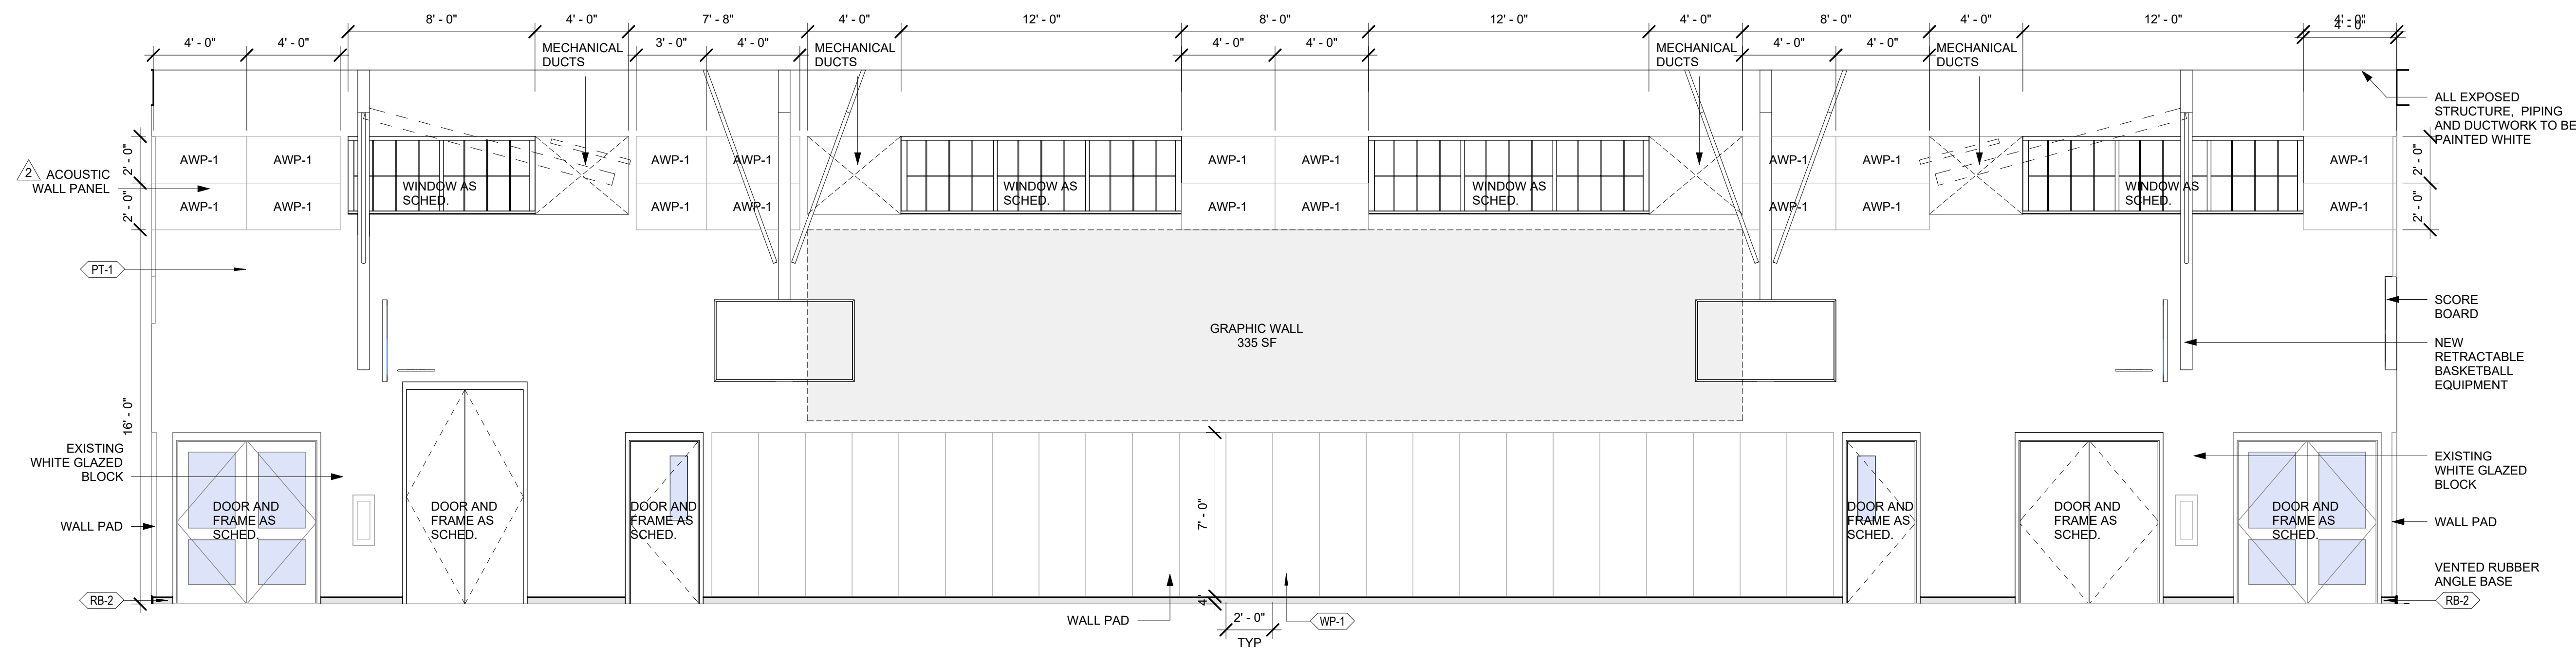 8' - 0"
4' - 0"
7' - 8"
4' - 0"
12' - 0"
8' - 0"
12' - 0"
4' - 0"
8' - 0"
4' - 0"
12' - 0"
4' - 0"
4' - 0"
4' - 0"
4' - 0"
3' - 0"
4' - 0"
4' - 0"
4' - 0"
4' - 0"
4' - 0"
MECHANICAL
DUCTS
MECHANICAL
DUCTS
MECHANICAL
DUCTS
MECHANICAL
DUCTS
ALL EXPOSED
STRUCTURE, PIPING
AND DUCTWORK TO BE
PAINTED WHITE
2' - 0"
AWP-1
AWP-1
AWP-1
AWP-1
AWP-1
AWP-1
AWP-1
AWP-1
AWP-1
2' - 0"
2
ACOUSTIC
WALL PANEL
WINDOW AS
SCHED.
WINDOW AS
SCHED.
WINDOW AS
SCHED.
WINDOW AS
SCHED.
2' - 0"
AWP-1
AWP-1
AWP-1
AWP-1
AWP-1
AWP-1
AWP-1
AWP-1
AWP-1
2' - 0"
PT-1
GRAPHIC WALL
335 SF
SCORE
BOARD
NEW
RETRACTABLE
BASKETBALL
EQUIPMENT
16' - 0"
EXISTING
WHITE GLAZED
BLOCK
EXISTING
WHITE GLAZED
BLOCK
DOOR AND
FRAME AS
SCHED.
DOOR AND
FRAME AS
SCHED.
DOOR AND
FRAME AS
SCHED.
7' - 0"
DOOR AND
FRAME AS
SCHED.
DOOR AND
FRAME AS
SCHED.
DOOR AND
FRAME AS
SCHED.
WALL PAD
WALL PAD
VENTED RUBBER
ANGLE BASE
RB-2
4"
RB-2
WALL PAD
2' - 0"
TYP
WP-1